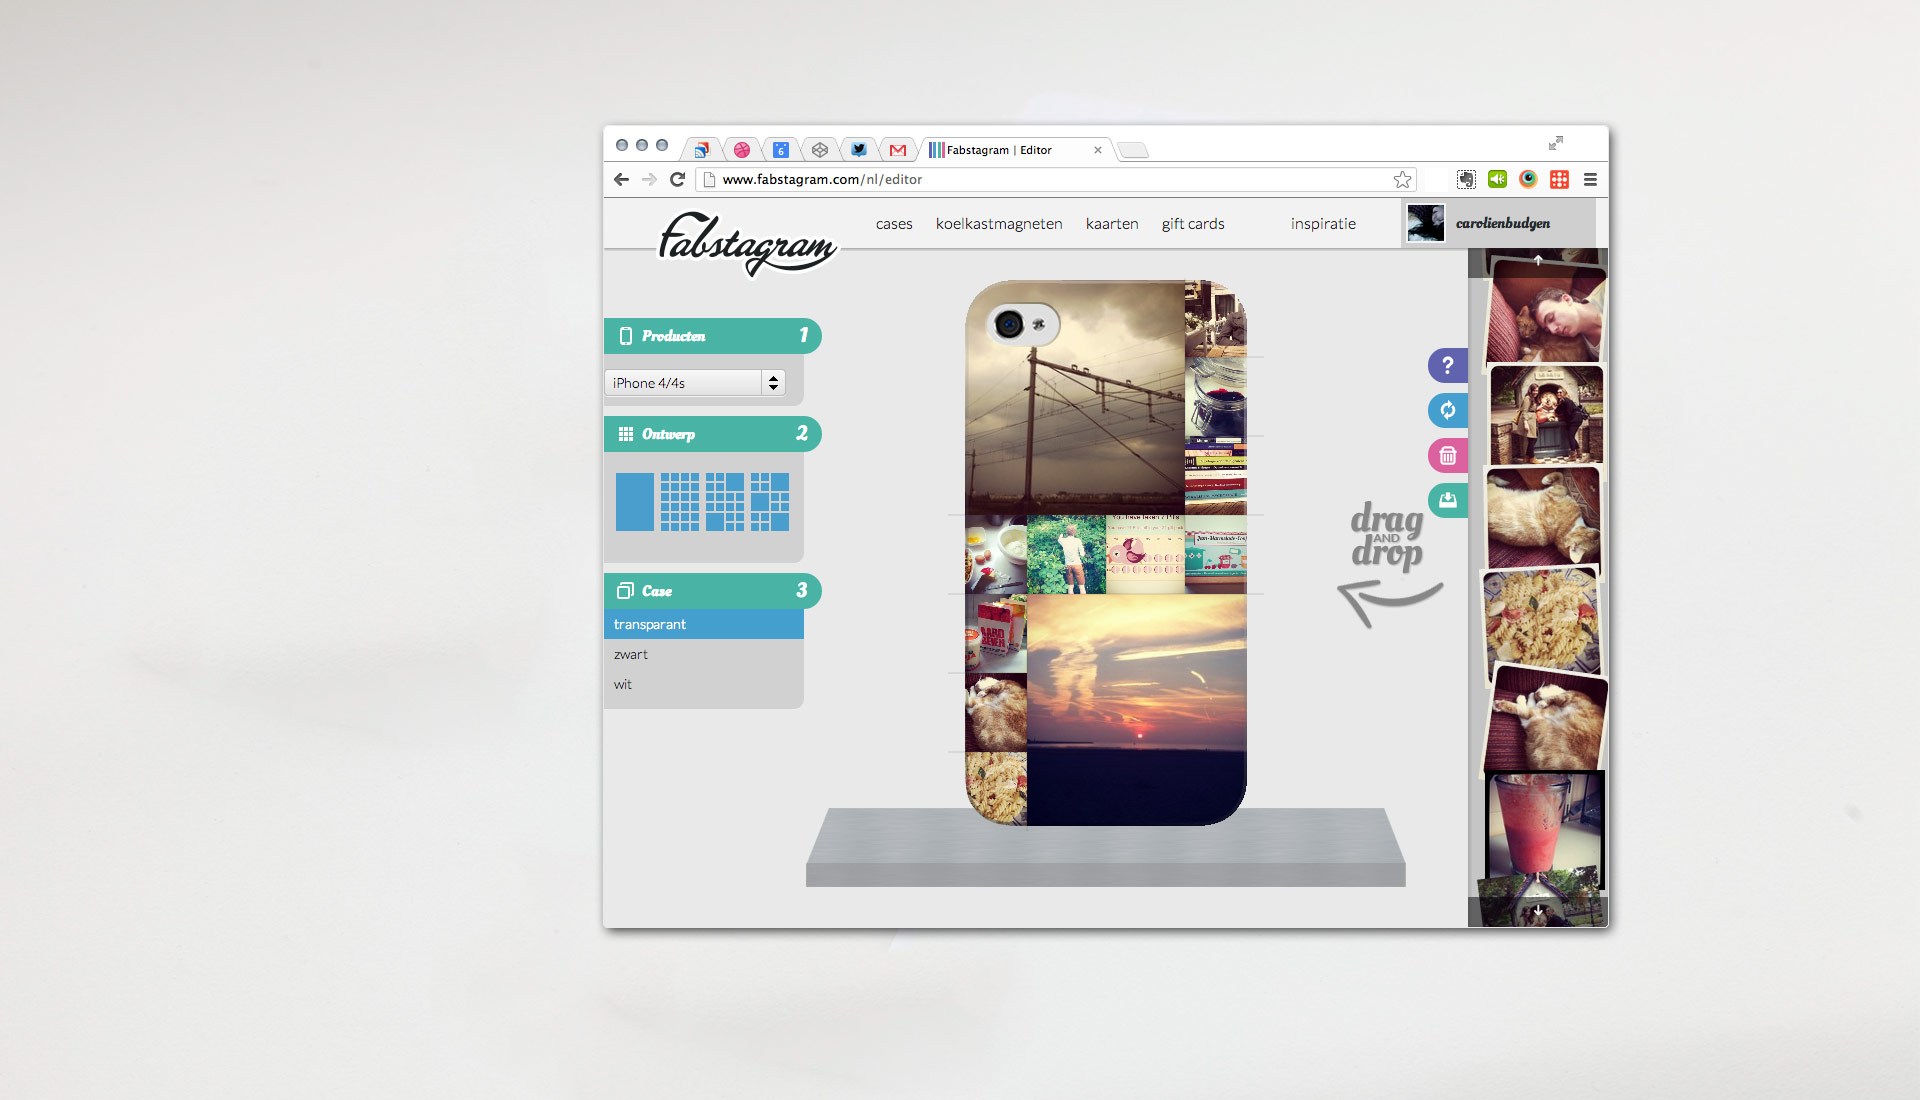 6
Fabstagram | Editor
www.fabstagram.com/nl/editor
Fabstagram
cases
koelkastmagneten
kaarten
gift cards
inspiratie
carolienbudgen
Producten 1
iPhone 4/4s
Ontwerp 2
Case 3
transparant
zwart
wit
?
drag
AND
drop